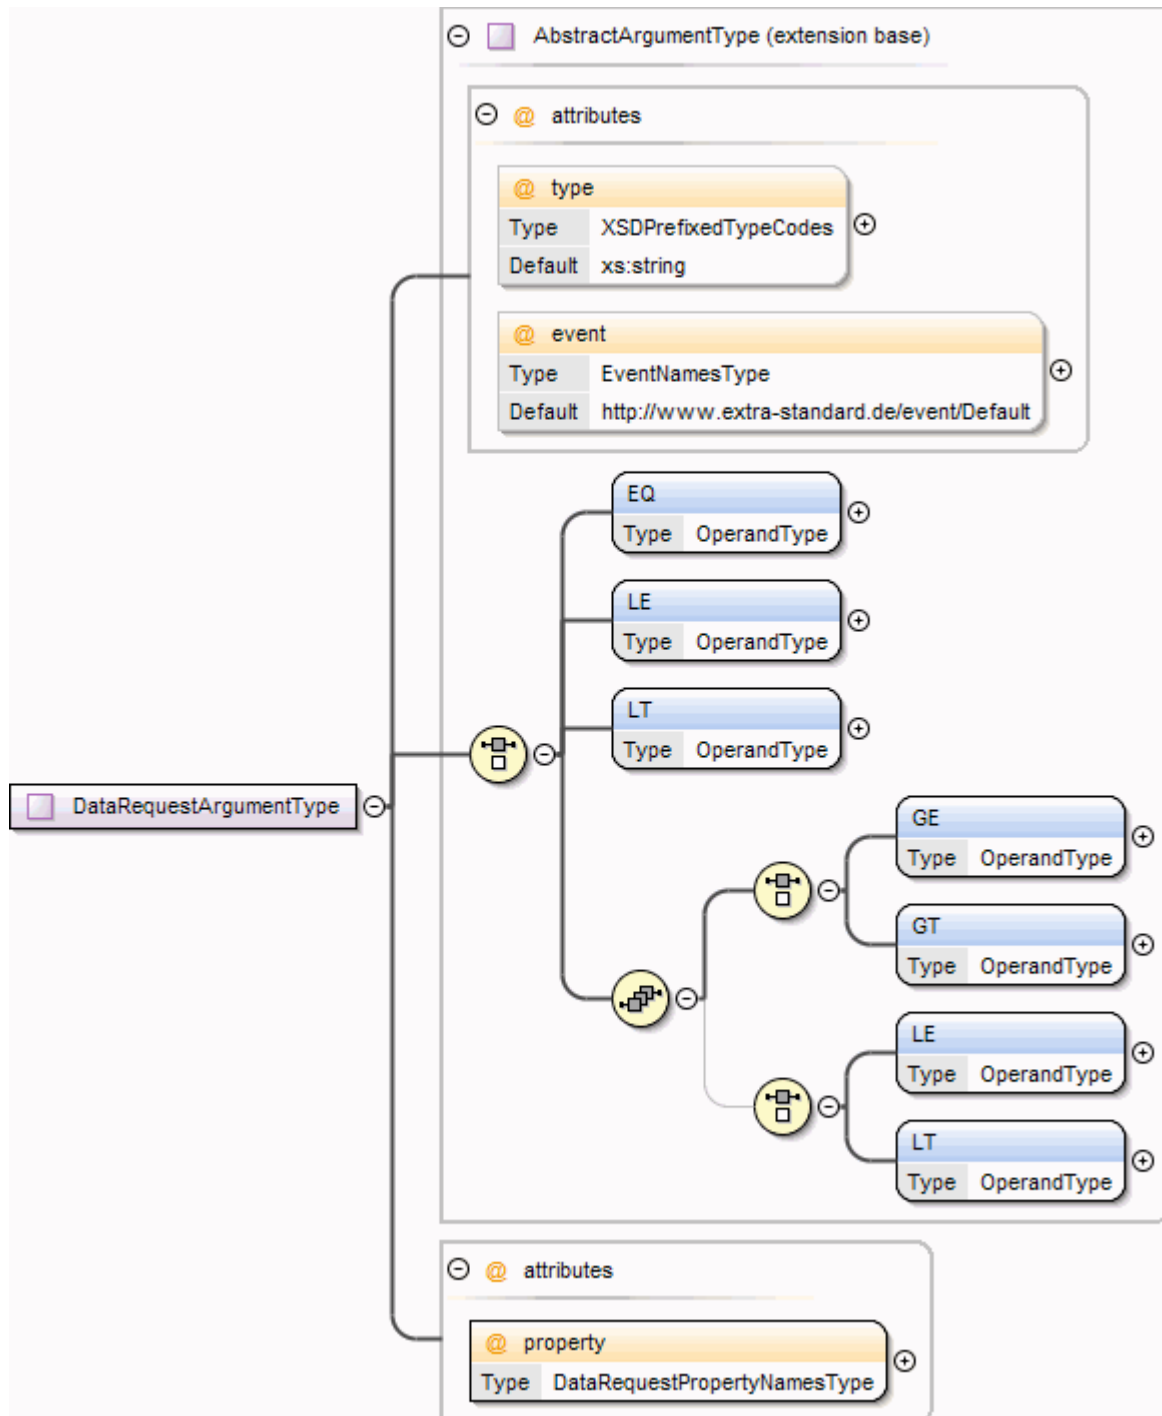 AbstractArgumentType (extension base)
@ attributes
@ type
Type XSDPrefixedTypeCodes
Default xs:string
@ event
Type EventNamesType
Default http://www.extra-standard.de/event/Default
EQ
Type OperandType
LE
Type OperandType
LT
Type OperandType
DataRequestArgumentType
GE
Type OperandType
GT
Type OperandType
LE
Type OperandType
LT
Type OperandType
@ attributes
@ property
Type DataRequestPropertyNamesType